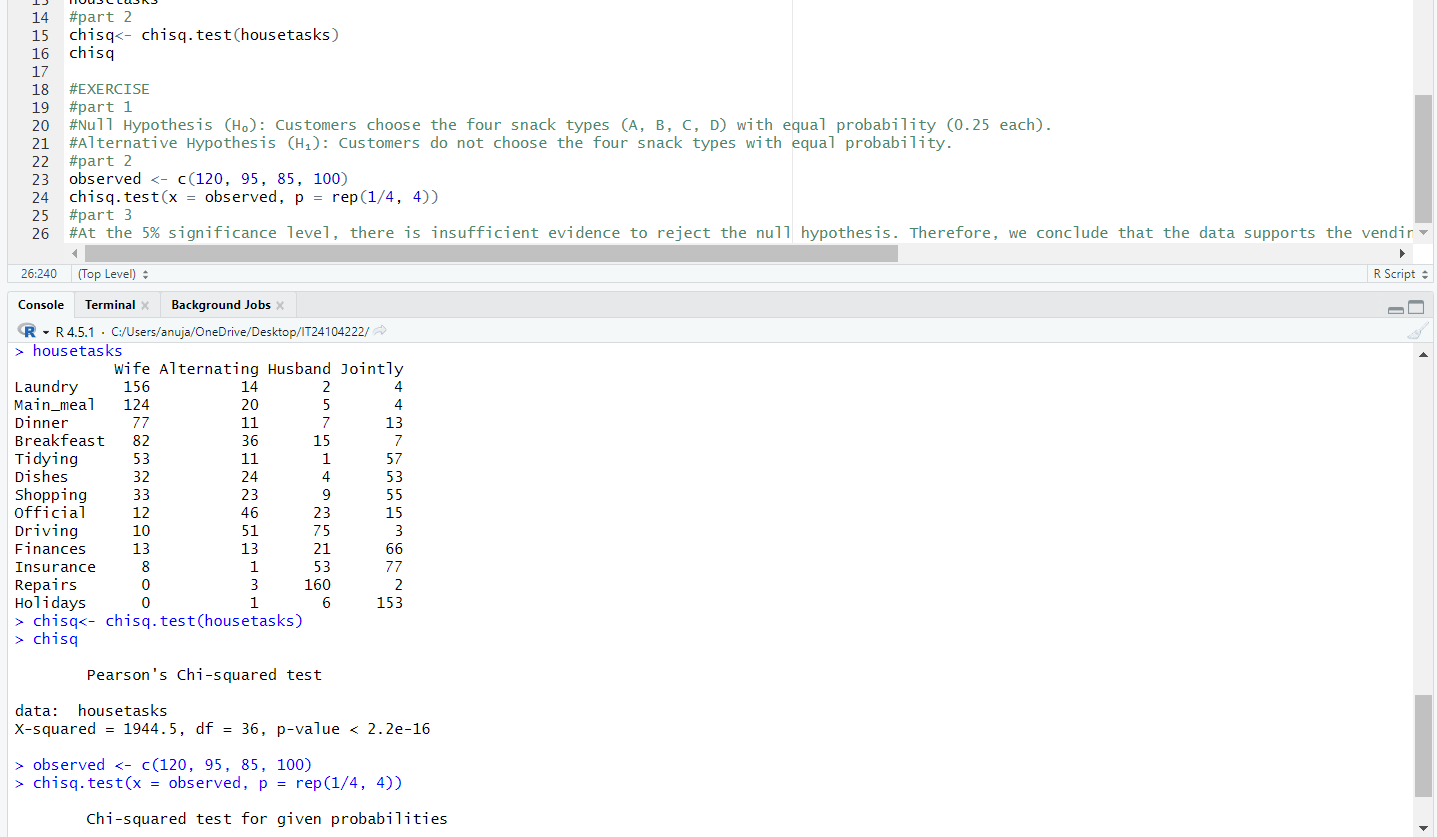 13 housetasks
14 #part 2
15 chisq<- chisq.test(housetasks)
16 chisq
17
18 #EXERCISE
19 #part 1
20 #Null Hypothesis (H₀): Customers choose the four snack types (A, B, C, D) with equal probability (0.25 each).
21 #Alternative Hypothesis (H₁): Customers do not choose the four snack types with equal probability.
22 #part 2
23 observed <- c(120, 95, 85, 100)
24 chisq.test(x = observed, p = rep(1/4, 4))
25 #part 3
26 #At the 5% significance level, there is insufficient evidence to reject the null hypothesis. Therefore, we conclude that the data supports the vendin
26:240 (Top Level) R Script
Console Terminal Background Jobs
R R 4.5.1 · C:/Users/anuja/OneDrive/Desktop/IT24104222/
> housetasks
Wife Alternating Husband Jointly
Laundry 156 14 2 4
Main_meal 124 20 5 4
Dinner 77 11 7 13
Breakfeast 82 36 15 7
Tidying 53 11 1 57
Dishes 32 24 4 53
Shopping 33 23 9 55
Official 12 46 23 15
Driving 10 51 75 3
Finances 13 13 21 66
Insurance 8 1 53 77
Repairs 0 3 160 2
Holidays 0 1 6 153
> chisq<- chisq.test(housetasks)
> chisq
Pearson's Chi-squared test
data: housetasks
X-squared = 1944.5, df = 36, p-value < 2.2e-16
> observed <- c(120, 95, 85, 100)
> chisq.test(x = observed, p = rep(1/4, 4))
Chi-squared test for given probabilities